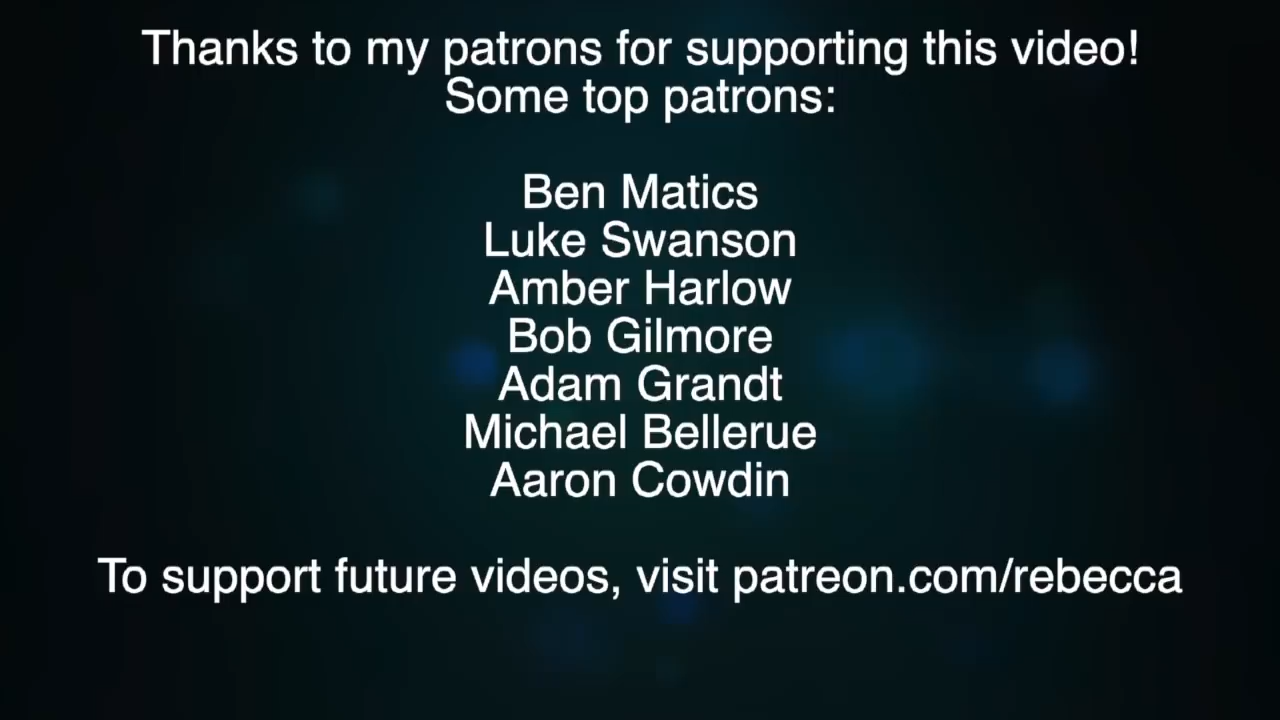 Thanks to my patrons for supporting this video!
Some top patrons:
Ben Matics
Luke Swanson
Amber Harlow
Bob Gilmore
Adam Grandt
Michael Bellerue
Aaron Cowdin
To support future videos, visit patreon.com/rebecca